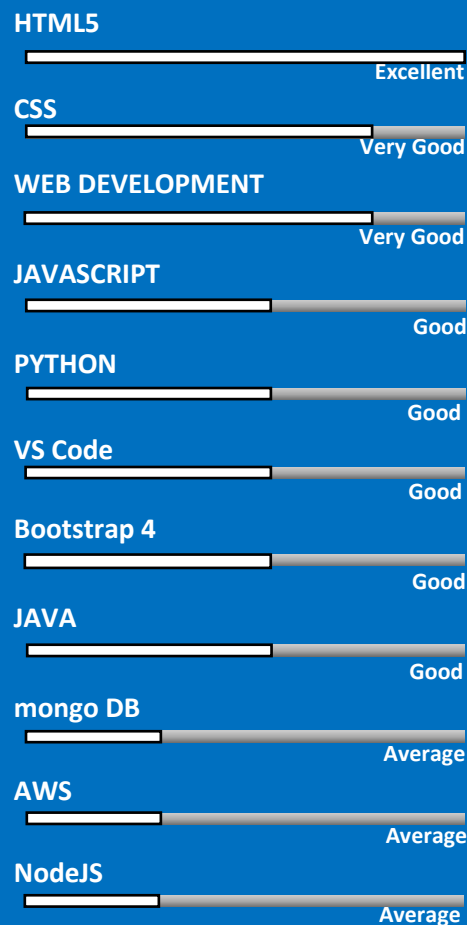 HTML5
Excellent
CSS
Very Good
WEB DEVELOPMENT
Very Good
JAVASCRIPT
Good
PYTHON
Good
VS Code
Good
Bootstrap 4
Good
JAVA
Good
mongo DB
Average
AWS
Average
NodeJS
Average